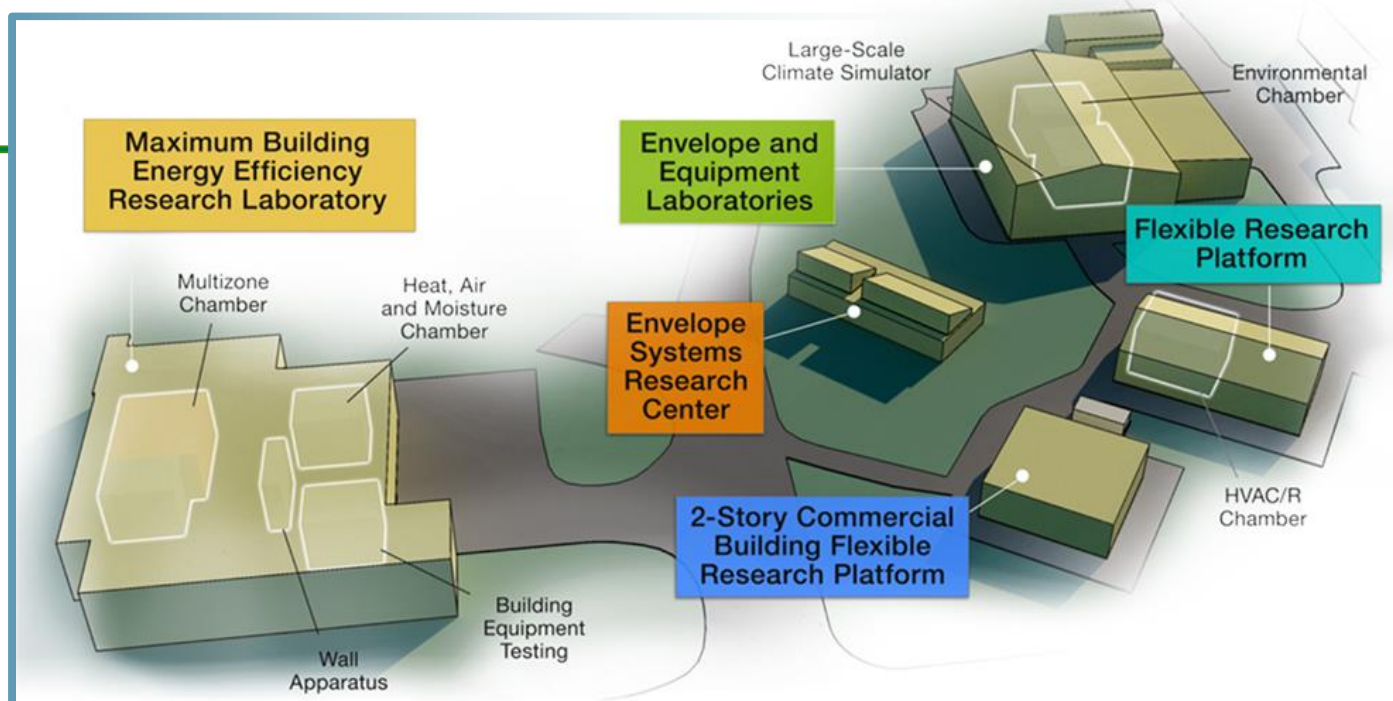 Large-Scale
Climate Simulator
Environmental
Chamber
Maximum Building
Energy Efficiency
Research Laboratory
Envelope and
Equipment
Laboratories
Flexible Research
Platform
Multizone
Chamber
Heat, Air
and Moisture
Chamber
Envelope
Systems
Research
Center
2-Story Commercial
Building Flexible
Research Platform
HVAC/R
Chamber
Building
Equipment
Testing
Wall
Apparatus